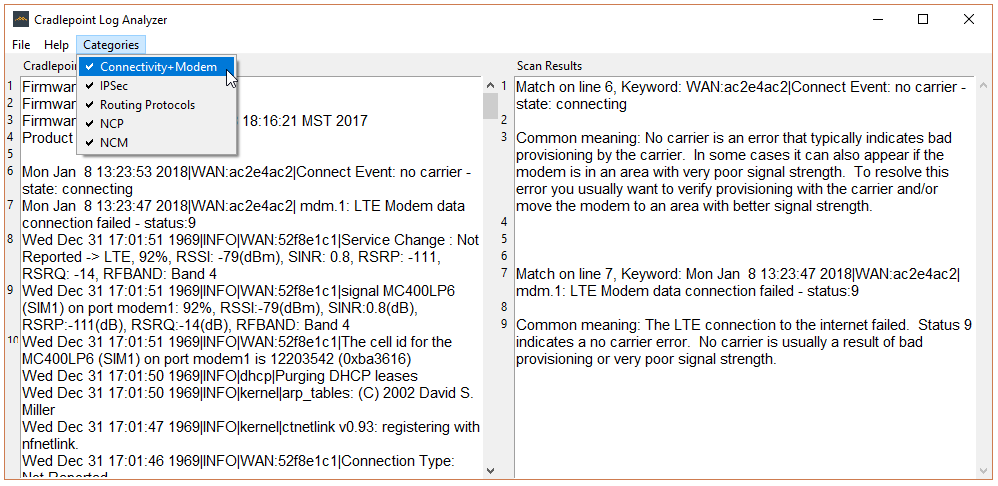 Cradlepoint Log Analyzer
File Help Categories
Connectivity+Modem
IPSec
Routing Protocols
NCP
NCM
Cradlepoi
1 Firmwar
2 Firmwar
3 Firmwar 18:16:21 MST 2017
4 Product
5
6 Mon Jan 8 13:23:53 2018|WAN:ac2e4ac2|Connect Event: no carrier -
state: connecting
7 Mon Jan 8 13:23:47 2018|WAN:ac2e4ac2| mdm.1: LTE Modem data
connection failed - status:9
8 Wed Dec 31 17:01:51 1969|INFO|WAN:52f8e1c1|Service Change : Not
Reported -> LTE, 92%, RSSI: -79(dBm), SINR: 0.8, RSRP: -111,
RSRQ: -14, RFBAND: Band 4
9 Wed Dec 31 17:01:51 1969|INFO|WAN:52f8e1c1|signal MC400LP6
(SIM1) on port modem1: 92%, RSSI:-79(dBm), SINR:0.8(dB),
RSRP:-111(dB), RSRQ:-14(dB), RFBAND: Band 4
10 Wed Dec 31 17:01:51 1969|INFO|WAN:52f8e1c1|The cell id for the
MC400LP6 (SIM1) on port modem1 is 12203542 (0xba3616)
Wed Dec 31 17:01:50 1969|INFO|dhcp|Purging DHCP leases
Wed Dec 31 17:01:50 1969|INFO|kernel|arp_tables: (C) 2002 David S.
Miller
Wed Dec 31 17:01:47 1969|INFO|kernel|ctnetlink v0.93: registering with
nfnetlink.
Wed Dec 31 17:01:46 1969|INFO|WAN:52f8e1c1|Connection Type:
Not Reported
Scan Results
1 Match on line 6, Keyword: WAN:ac2e4ac2|Connect Event: no carrier -
state: connecting
2
3 Common meaning: No carrier is an error that typically indicates bad
provisioning by the carrier. In some cases it can also appear if the
modem is in an area with very poor signal strength. To resolve this
error you usually want to verify provisioning with the carrier and/or
move the modem to an area with better signal strength.
4
5
6
7 Match on line 7, Keyword: Mon Jan 8 13:23:47 2018|WAN:ac2e4ac2|
mdm.1: LTE Modem data connection failed - status:9
8
9 Common meaning: The LTE connection to the internet failed. Status 9
indicates a no carrier error. No carrier is usually a result of bad
provisioning or very poor signal strength.